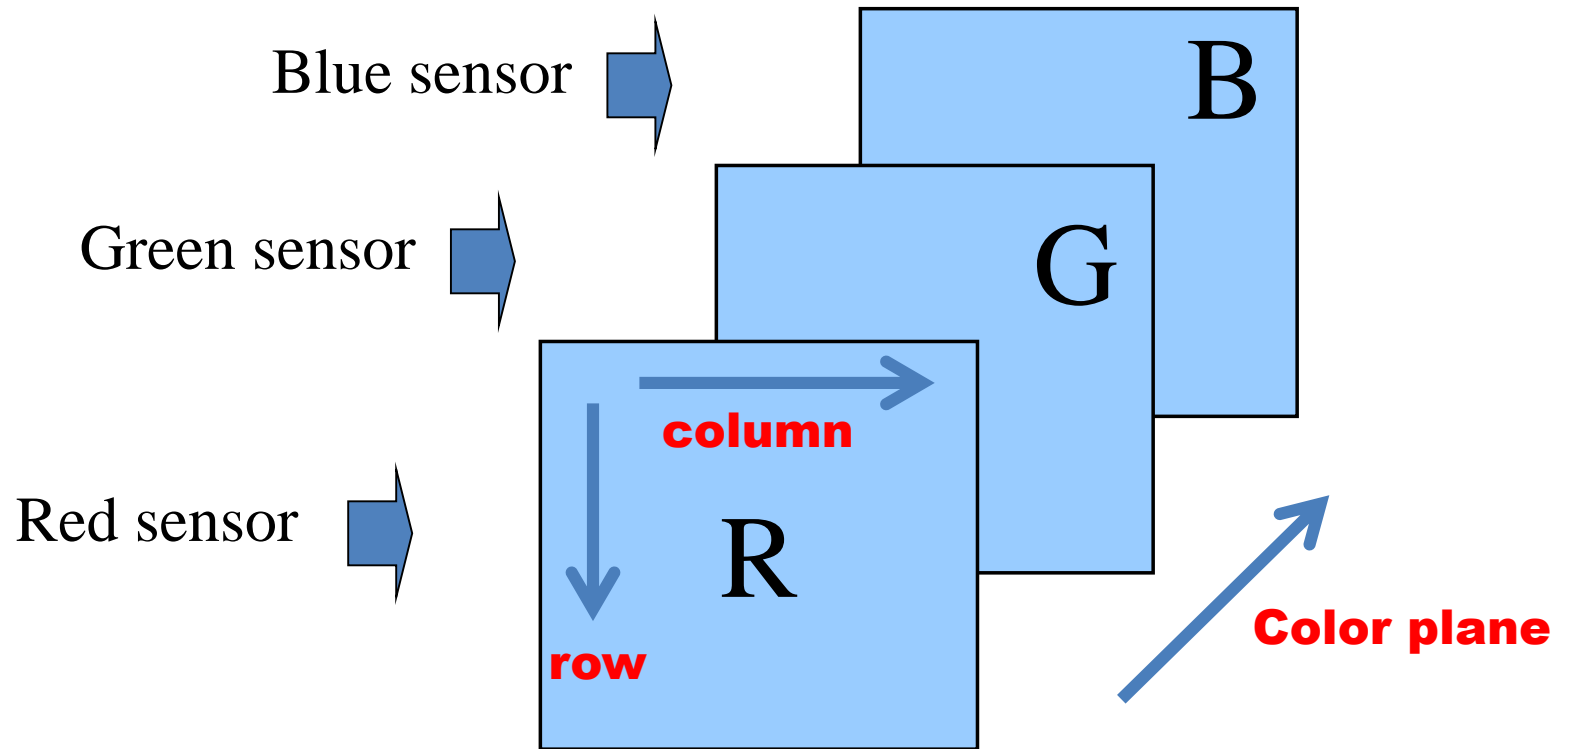 Blue sensor
B
Green sensor
G
column
Red sensor
R
row
Color plane